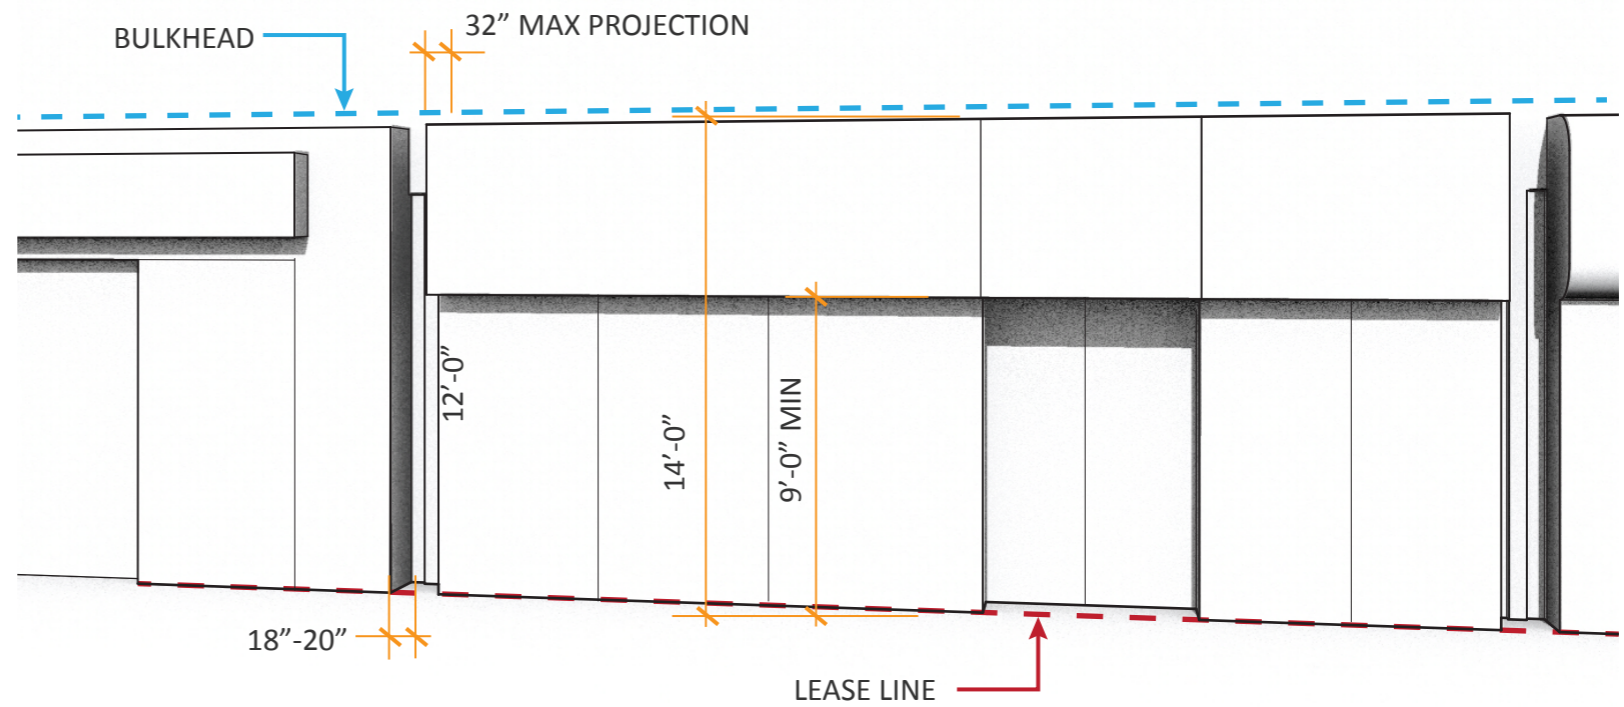 32” MAX PROJECTION
BULKHEAD
12’-0”
14’-0”
9’-0” MIN
18”-20”
LEASE LINE